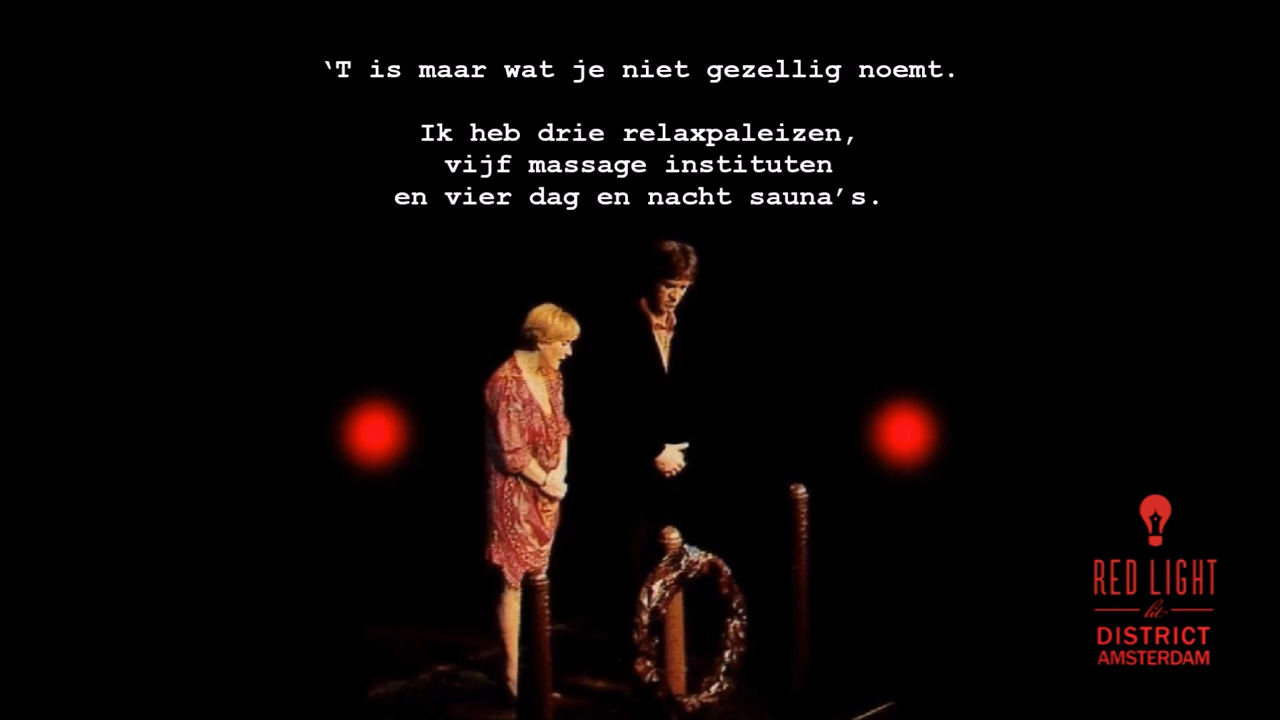 ‘T is maar wat je niet gezellig noemt.
Ik heb drie relaxpaleizen,
vijf massage instituten
en vier dag en nacht sauna’s.
RED LIGHT
lit
DISTRICT
AMSTERDAM